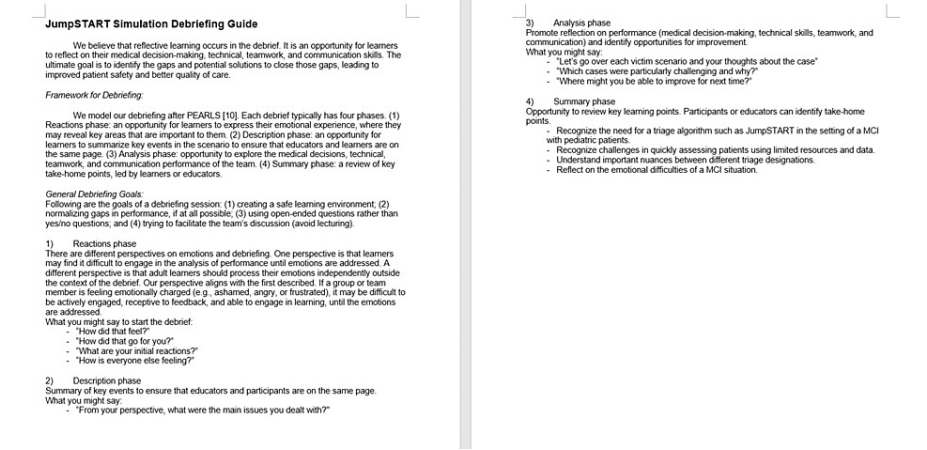 JumpSTART Simulation Debriefing Guide
We believe that reflective learning occurs in the debrief. It is an opportunity for learners
to reflect on their medical decision-making, technical, teamwork, and communication skills. The
ultimate goal is to identify the gaps and potential solutions to close those gaps, leading to
improved patient safety and better quality of care.
Framework for Debriefing:
We model our debriefing after PEARLS [10]. Each debrief typically has four phases. (1)
Reactions phase: an opportunity for learners to express their emotional experience, where they
may reveal key areas that are important to them. (2) Description phase: an opportunity for
learners to summarize key events in the scenario to ensure that educators and learners are on
the same page. (3) Analysis phase: opportunity to explore the medical decisions, technical,
teamwork, and communication performance of the team. (4) Summary phase: a review of key
take-home points, led by learners or educators.
General Debriefing Goals:
Following are the goals of a debriefing session: (1) creating a safe learning environment; (2)
normalizing gaps in performance, if at all possible; (3) using open-ended questions rather than
yes/no questions; and (4) trying to facilitate the team's discussion (avoid lecturing).
1) Reactions phase
There are different perspectives on emotions and debriefing. One perspective is that learners
may find it difficult to engage in the analysis of performance until emotions are addressed. A
different perspective is that adult learners should process their emotions independently outside
the context of the debrief. Our perspective aligns with the first described. If a group or team
member is feeling emotionally charged (e.g., ashamed, angry, or frustrated), it may be difficult to
be actively engaged, receptive to feedback, and able to engage in learning, until the emotions
are addressed.
What you might say to start the debrief:
- "How did that feel?"
- "How did that go for you?"
- "What are your initial reactions?"
- "How is everyone else feeling?"
2) Description phase
Summary of key events to ensure that educators and participants are on the same page.
What you might say:
- "From your perspective, what were the main issues you dealt with?"
3) Analysis phase
Promote reflection on performance (medical decision-making, technical skills, teamwork, and
communication) and identify opportunities for improvement.
What you might say:
- "Let's go over each victim scenario and your thoughts about the case"
- "Which cases were particularly challenging and why?"
- "Where might you be able to improve for next time?"
4) Summary phase
Opportunity to review key learning points. Participants or educators can identify take-home
points.
- Recognize the need for a triage algorithm such as JumpSTART in the setting of a MCI
with pediatric patients.
- Recognize challenges in quickly assessing patients using limited resources and data.
- Understand important nuances between different triage designations.
- Reflect on the emotional difficulties of a MCI situation.